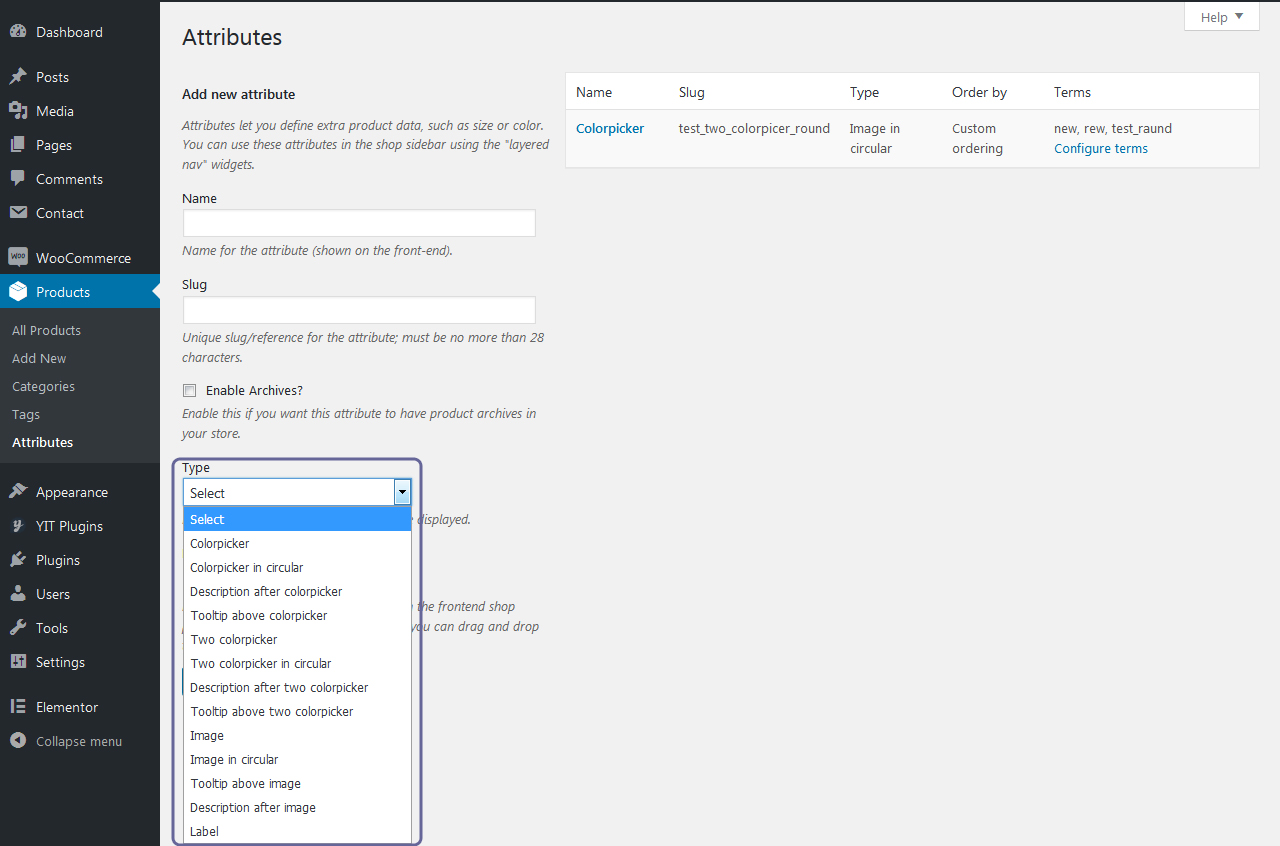 Help
Dashboard
Posts
Media
Pages
Comments
Contact
WOO WooCommerce
Products
All Products
Add New
Categories
Tags
Attributes
Appearance
YIT Plugins
Plugins
Users
Tools
Settings
Elementor
Collapse menu
Attributes
Add new attribute
Attributes let you define extra product data, such as size or color.
You can use these attributes in the shop sidebar using the "layered
nav" widgets.
Name
Name for the attribute (shown on the front-end).
Slug
Unique slug/reference for the attribute; must be no more than 28
characters.
Enable Archives?
Enable this if you want this attribute to have product archives in
your store.
Type
Select
Select
displayed.
Colorpicker
Colorpicker in circular
Description after colorpicker
the frontend shop
Tooltip above colorpicker
you can drag and drop
Two colorpicker
Two colorpicker in circular
Description after two colorpicker
Tooltip above two colorpicker
Image
Image in circular
Tooltip above image
Description after image
Label
Name Slug Type Order by Terms
Colorpicker test_two_colorpicer_round Image in Custom new, rew, test_raund
circular ordering Configure terms